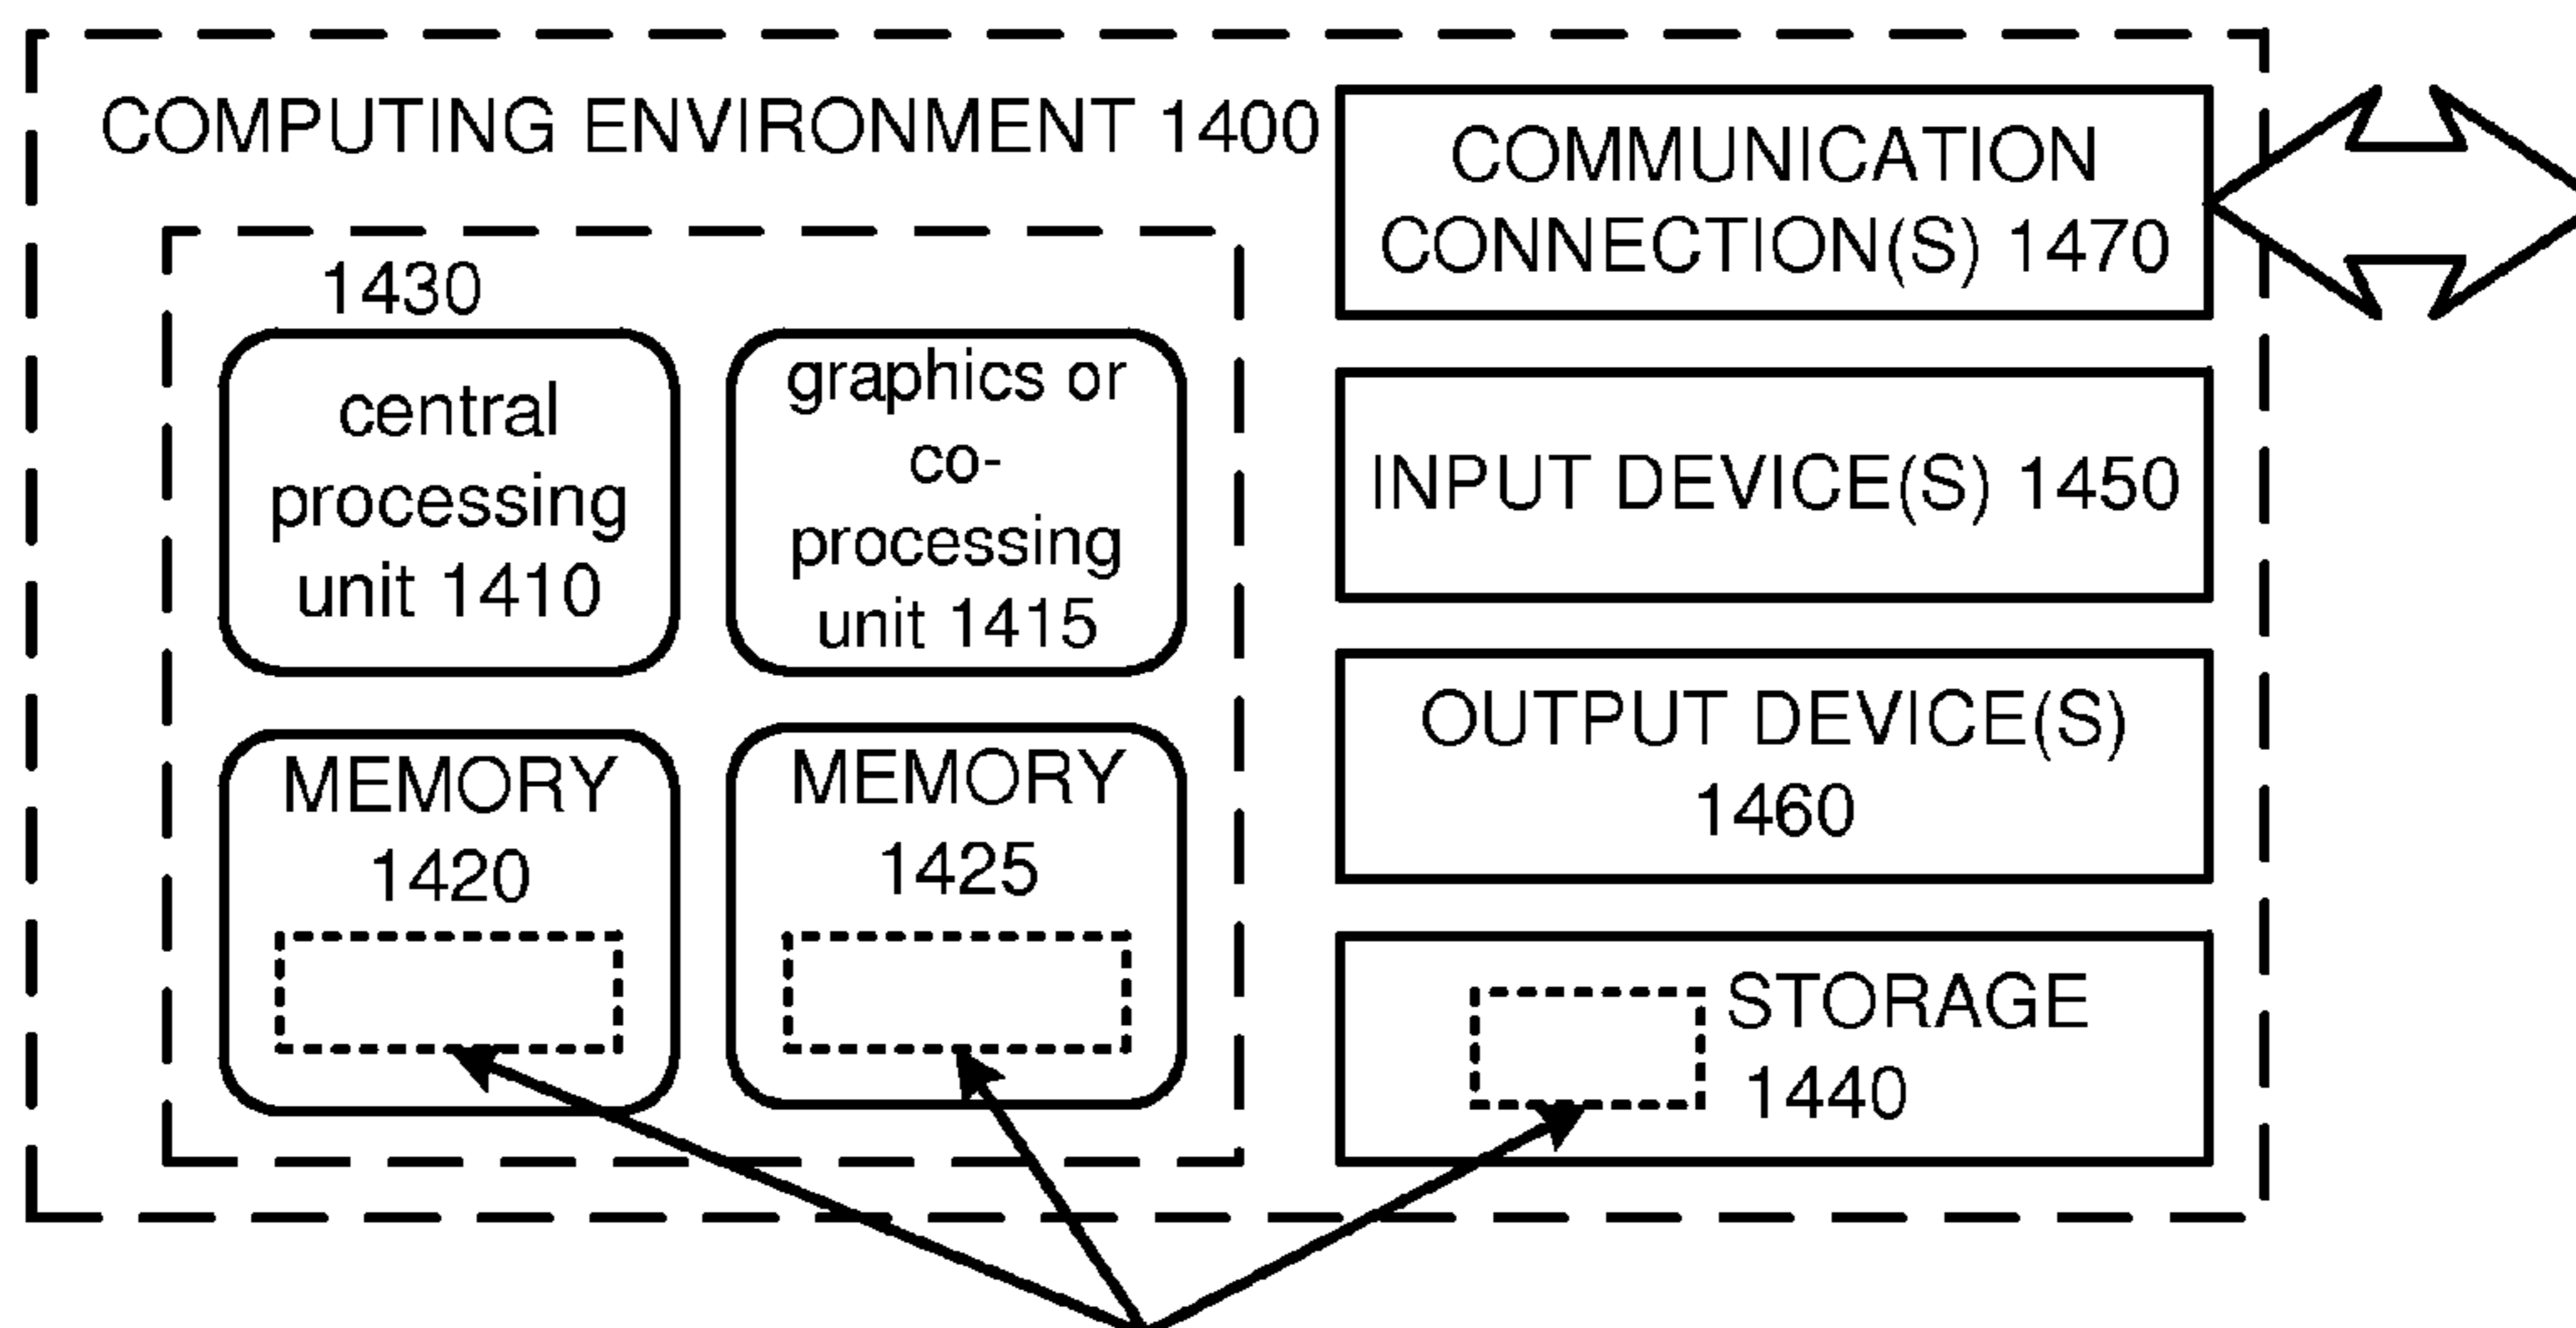 COMPUTING ENVIRONMENT 1400
1430
central
processing
unit 1410
graphics or
co-
processing
unit 1415
MEMORY
1420
MEMORY
1425
COMMUNICATION
CONNECTION(S) 1470
INPUT DEVICE(S) 1450
OUTPUT DEVICE(S)
1460
STORAGE
1440